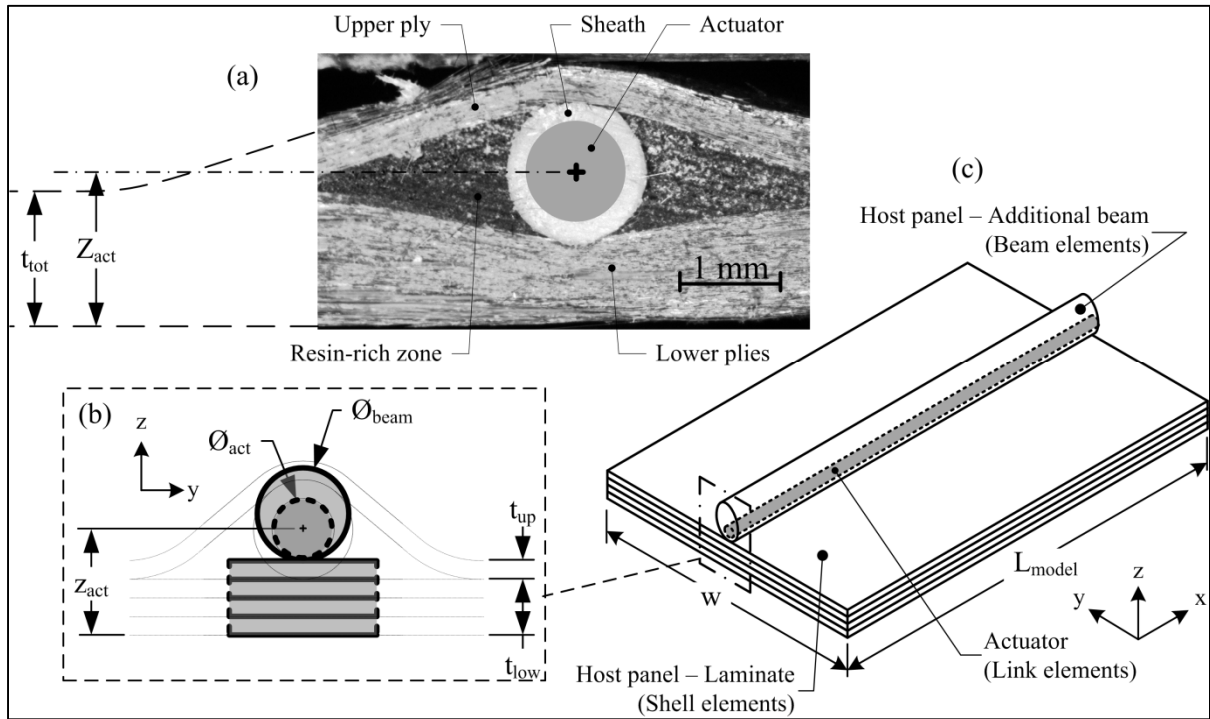 Upper ply
Sheath
Actuator
(a)
Z_act
t_tot
1 mm
Resin-rich zone
Lower plies
(c)
Host panel – Additional beam
(Beam elements)
(b)
z
y
Ø_beam
Ø_act
t_up
z_act
t_low
L_model
w
z
y
x
Actuator
(Link elements)
Host panel – Laminate
(Shell elements)